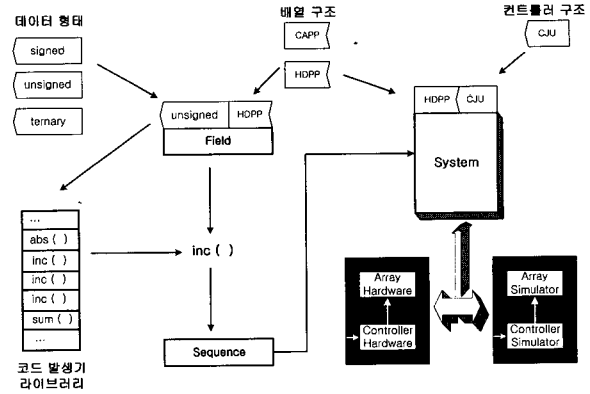 데이터 형태
signed
unsigned
ternary
배열 구조
CAPP
HDPP
컨트롤러 구조
CJU
unsigned
HDPP
Field
HDPP
CJU
System
...
abs ( )
inc ( )
inc ( )
inc ( )
sum ( )
...
코드 발생기
라이브러리
inc ( )
Sequence
Array
Hardware
Controller
Hardware
Array
Simulator
Controller
Simulator